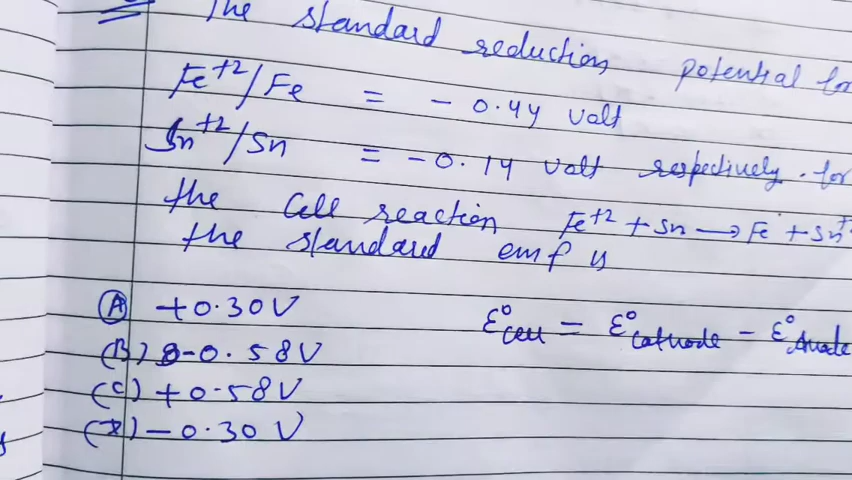 The standard reduction potential for
Fe+2/Fe = - 0.44 volt
Sn+2/Sn = - 0.14 volt respectively. for
the Cell reaction Fe+2 + Sn → Fe + Sn+
the standard emf is
(A) +0.30V
(B) -0.58V
(C) +0.58V
-0.30V
ε°cell = ε°cathode - ε°Anode